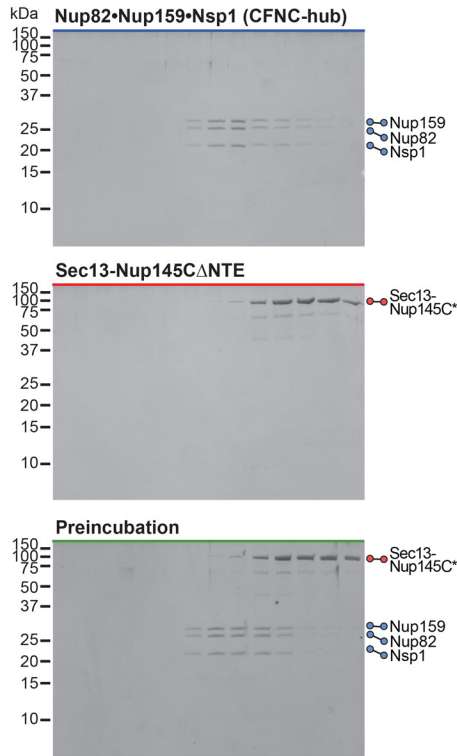 kDa
Nup82•Nup159•Nsp1 (CFNC-hub)
150
100
75
50
37
25
20
15
10
Nup159
Nup82
Nsp1
Sec13-Nup145CΔNTE
150
100
75
50
37
25
20
15
10
Sec13-
Nup145C*
Preincubation
150
100
75
50
37
25
20
15
10
Sec13-
Nup145C*
Nup159
Nup82
Nsp1